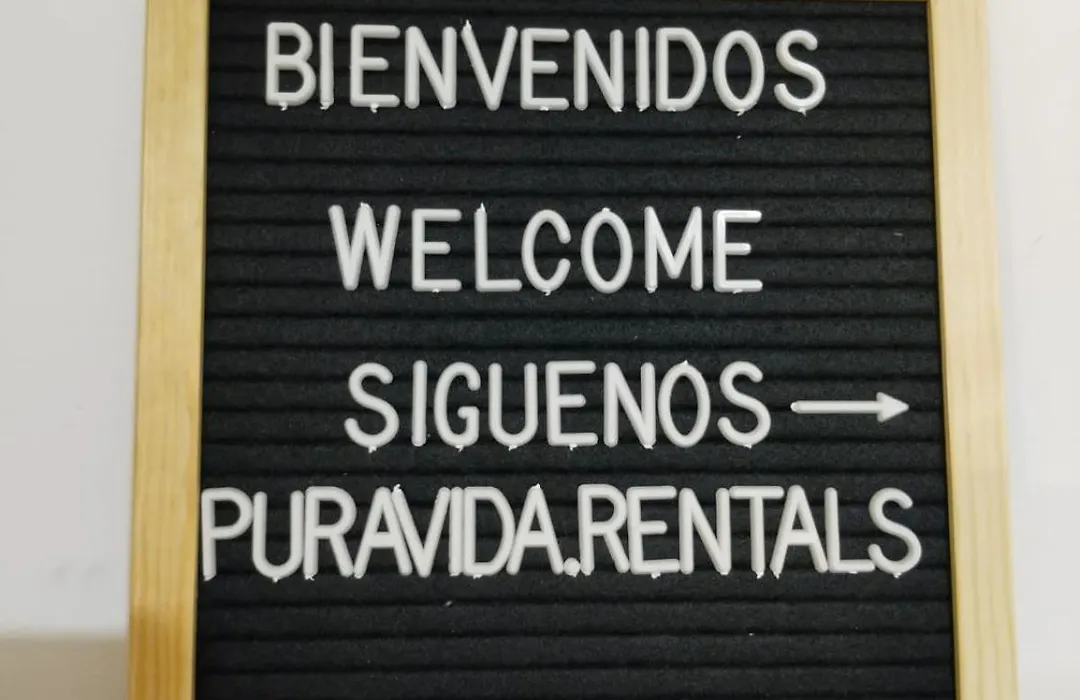 BIENVENIDOS
WELCOME
SIGUENOS →
PURAVIDA.RENTALS